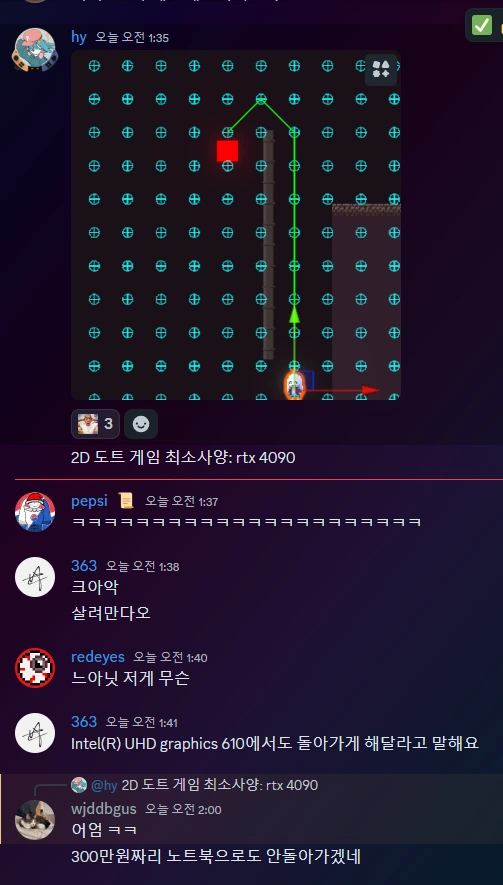 hy 오늘 오전 1:35
3
2D 도트 게임 최소사양: rtx 4090
pepsi 오늘 오전 1:37
ㅋㅋㅋㅋㅋㅋㅋㅋㅋㅋㅋㅋㅋㅋㅋㅋㅋㅋㅋㅋㅋㅋ
363 오늘 오전 1:38
크아악
살려만다오
redeyes 오늘 오전 1:40
느아닛 저게 무슨
363 오늘 오전 1:41
Intel(R) UHD graphics 610에서도 돌아가게 해달라고 말해요
@hy 2D 도트 게임 최소사양: rtx 4090
wjddbgus 오늘 오전 2:00
어엄 ㅋㅋ
300만원짜리 노트북으로도 안돌아가겠네